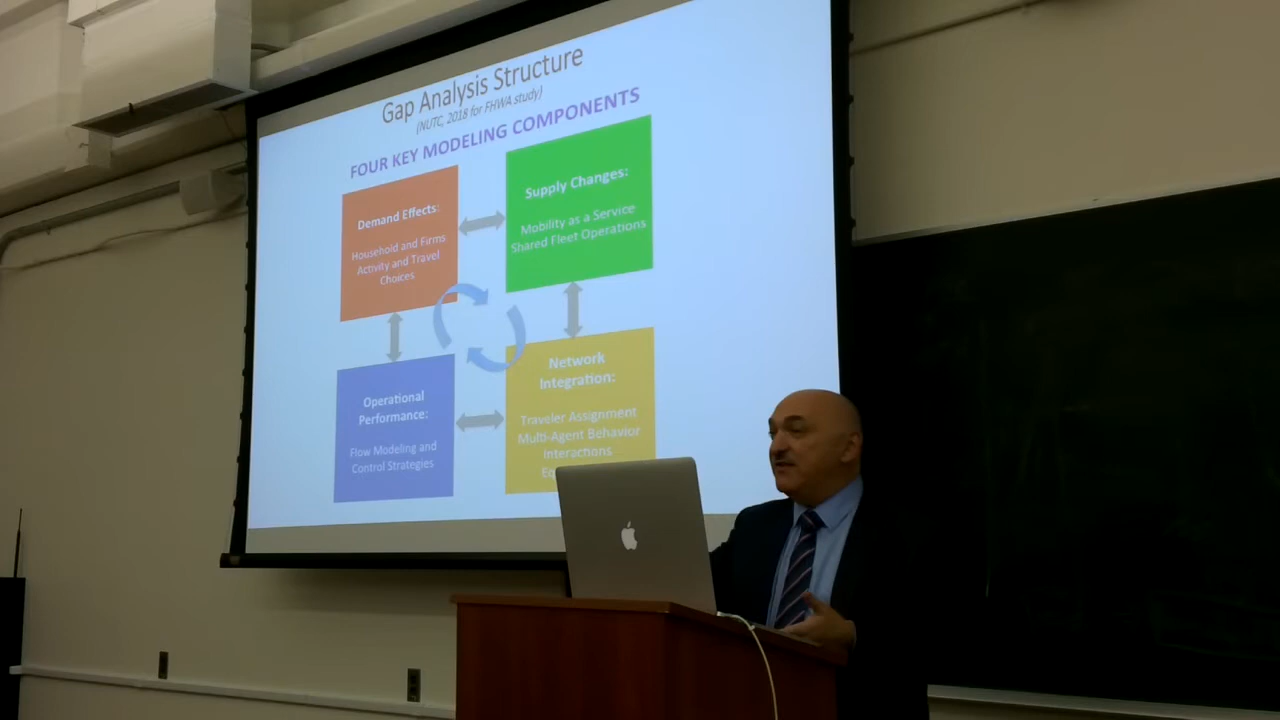 Gap Analysis Structure
(NUTC, 2018 for FHWA study)
FOUR KEY MODELING COMPONENTS
Demand Effects:
Household and Firms
Activity and Travel
Choices
Supply Changes:
Mobility as a Service
Shared Fleet Operations
Operational
Performance:
Flow Modeling and
Control Strategies
Network
Integration:
Traveler Assignment
Multi-Agent Behavior
Interactions